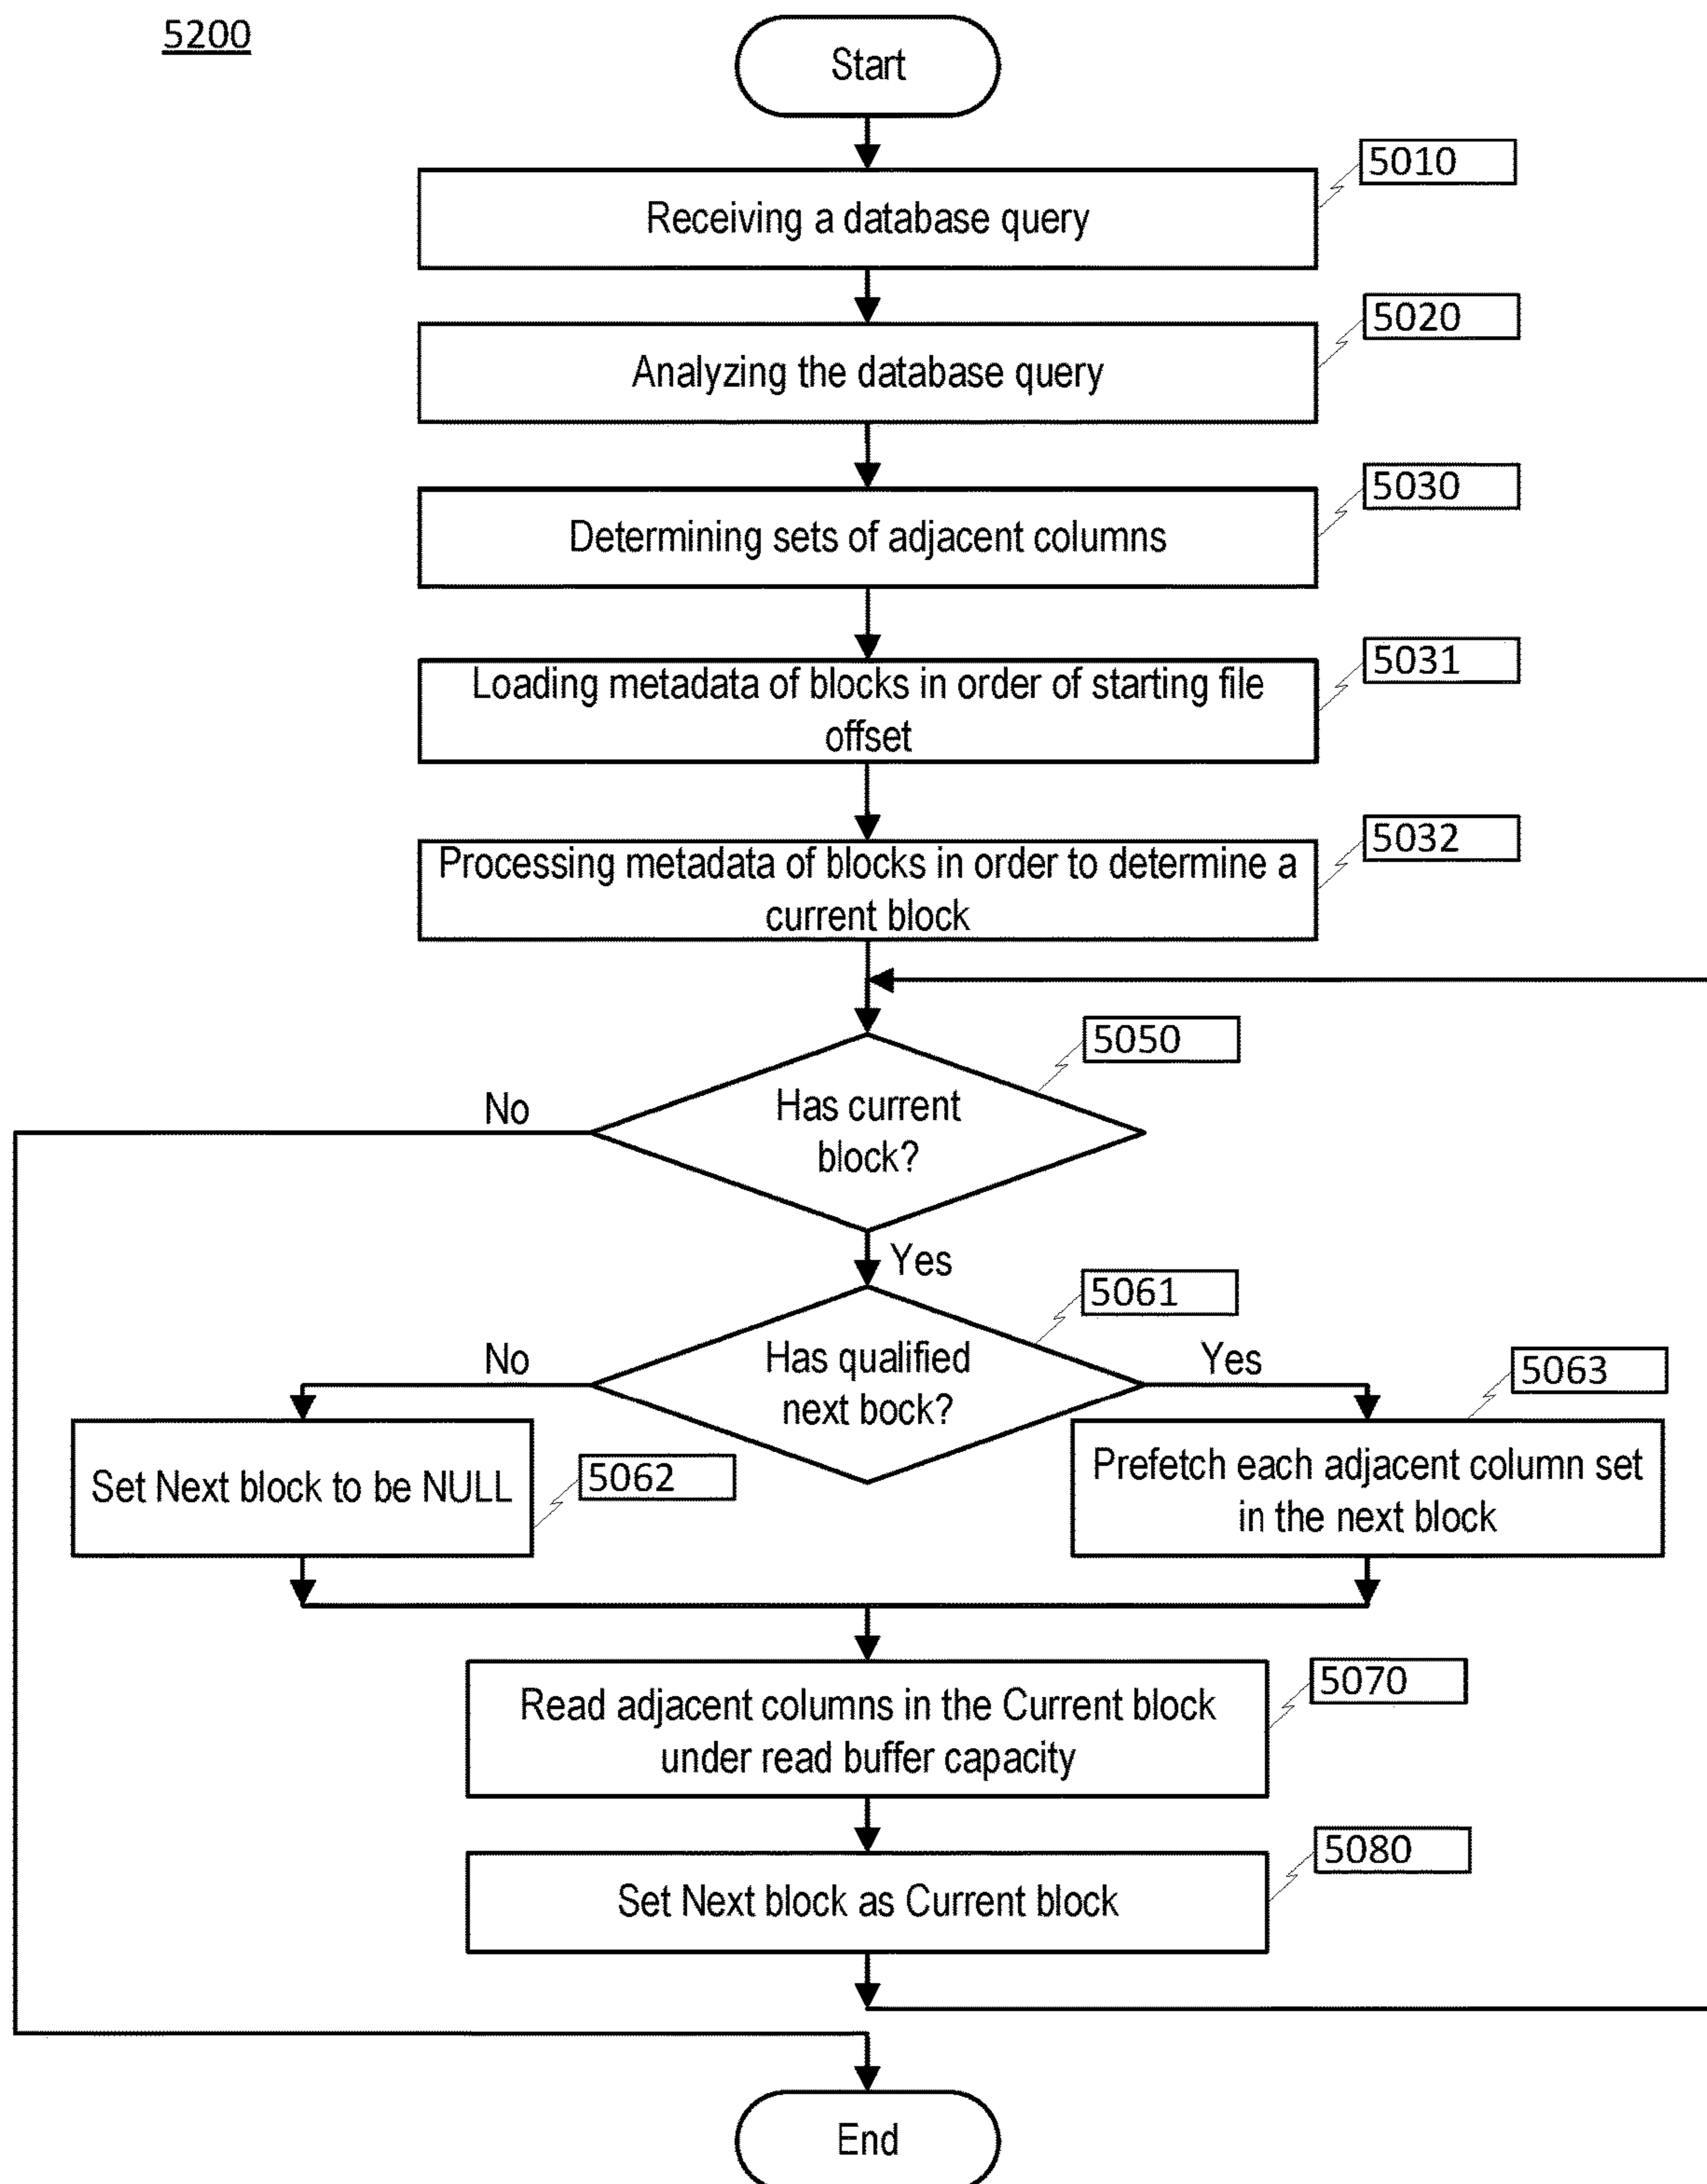 5200
Start
5010
Receiving a database query
5020
Analyzing the database query
5030
Determining sets of adjacent columns
5031
Loading metadata of blocks in order of starting file
offset
5032
Processing metadata of blocks in order to determine a
current block
5050
Has current
block?
No
Yes
5061
Has qualified
next bock?
No
Yes
5063
Set Next block to be NULL
5062
Prefetch each adjacent column set
in the next block
5070
Read adjacent columns in the Current block
under read buffer capacity
5080
Set Next block as Current block
End